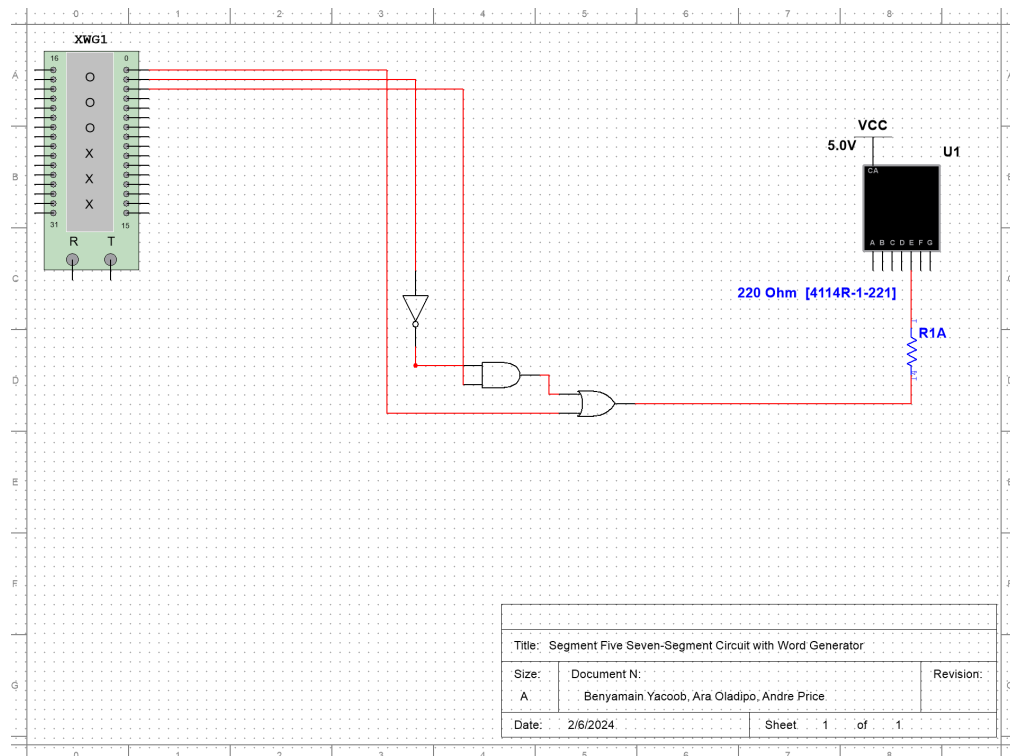 0 1 2 3 4 5 6 7 8
XWG1
16 0
A
O
O
O
VCC
X
5.0V
U1
B
X
CA
X
31 15
R T
A B C D E F G
C
220 Ohm [4114R-1-221]
1
R1A
14
D
E
F
Title: Segment Five Seven-Segment Circuit with Word Generator
Size: Document N: Revision:
G
A Benyamain Yacoob, Ara Oladipo, Andre Price
Date: 2/6/2024 Sheet 1 of 1
0 1 2 3 4 5 6 7 8